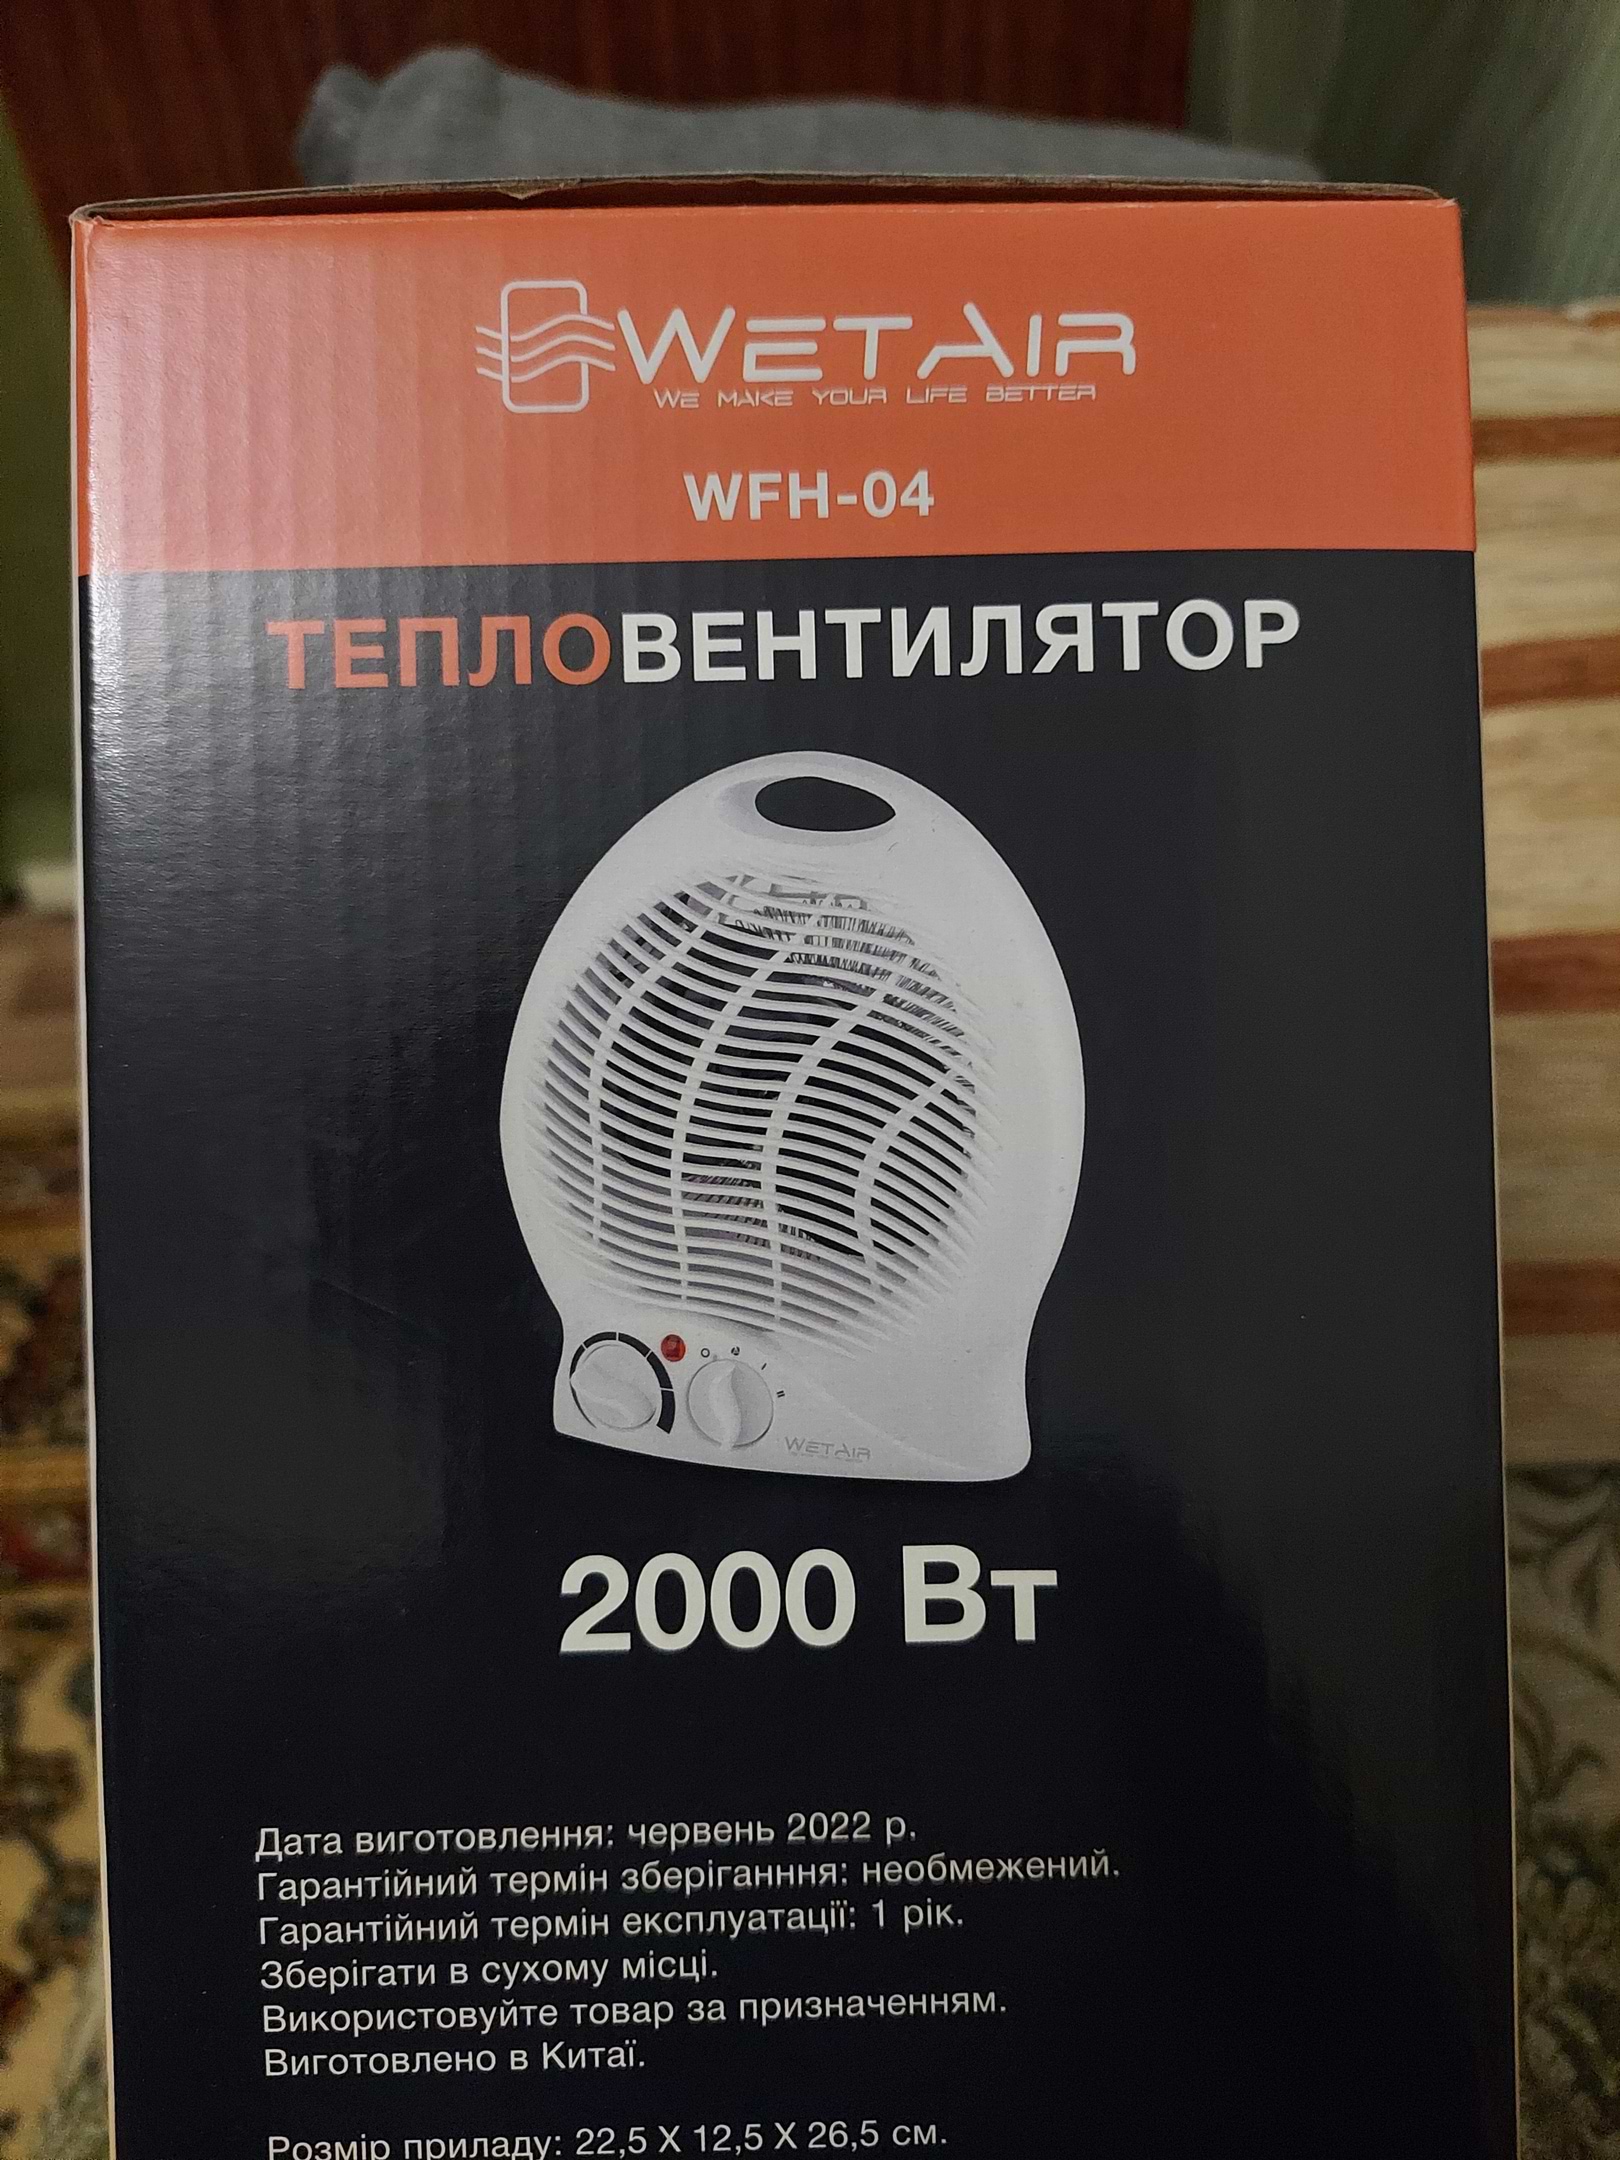 WETAIR
WE MAKE YOUR LIFE BETTER
WFH-04
ТЕПЛОВЕНТИЛЯТОР
WETAIR
2000 Вт
Дата виготовлення: червень 2022 р.
Гарантійний термін зберіганння: необмежений.
Гарантійний термін експлуатації: 1 рік.
Зберігати в сухому місці.
Використовуйте товар за призначенням.
Виготовлено в Китаї.
Розмір приладу: 22,5 X 12,5 X 26,5 см.